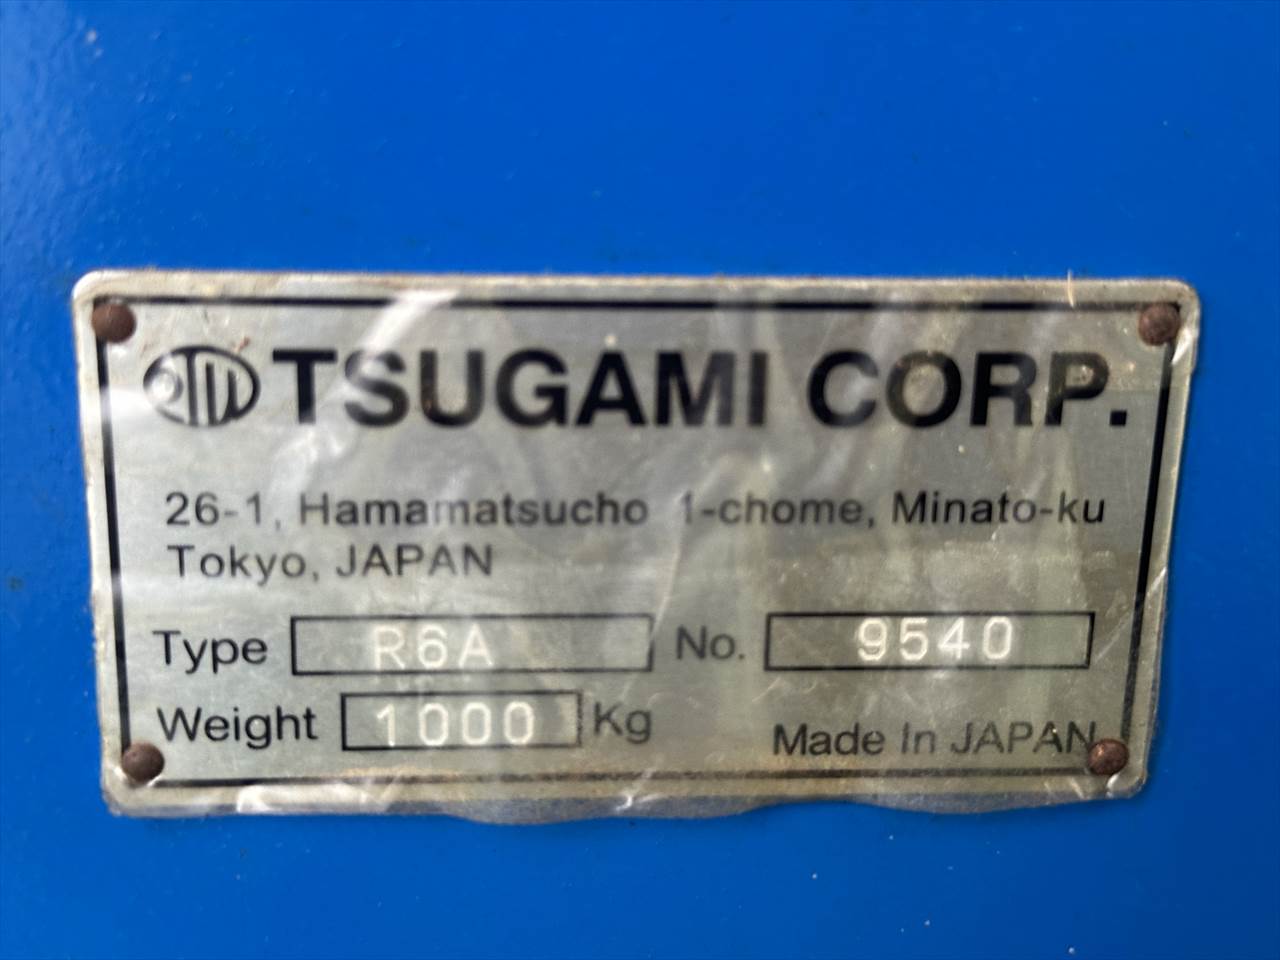 TSUGAMI CORP.
26-1, Hamamatsucho 1-chome, Minato-ku
Tokyo, JAPAN
Type R6A No. 9540
Weight 1000 Kg
Made In JAPAN